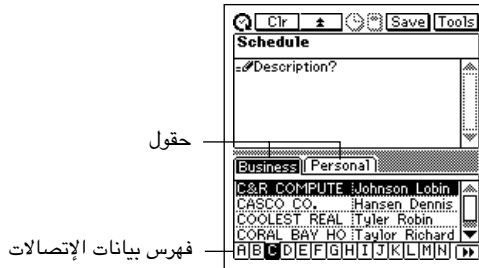 Clr Save Tools
Schedule
Description?
حقول
Business Personal
C&R COMPUTE Johnson Lobin
CASCO CO. Hansen Dennis
COOLEST REAL Tyler Robin
CORAL BAY HO Taylor Richard
فهرس بيانات الإتصالات
A B C D E F G H I J K L M N